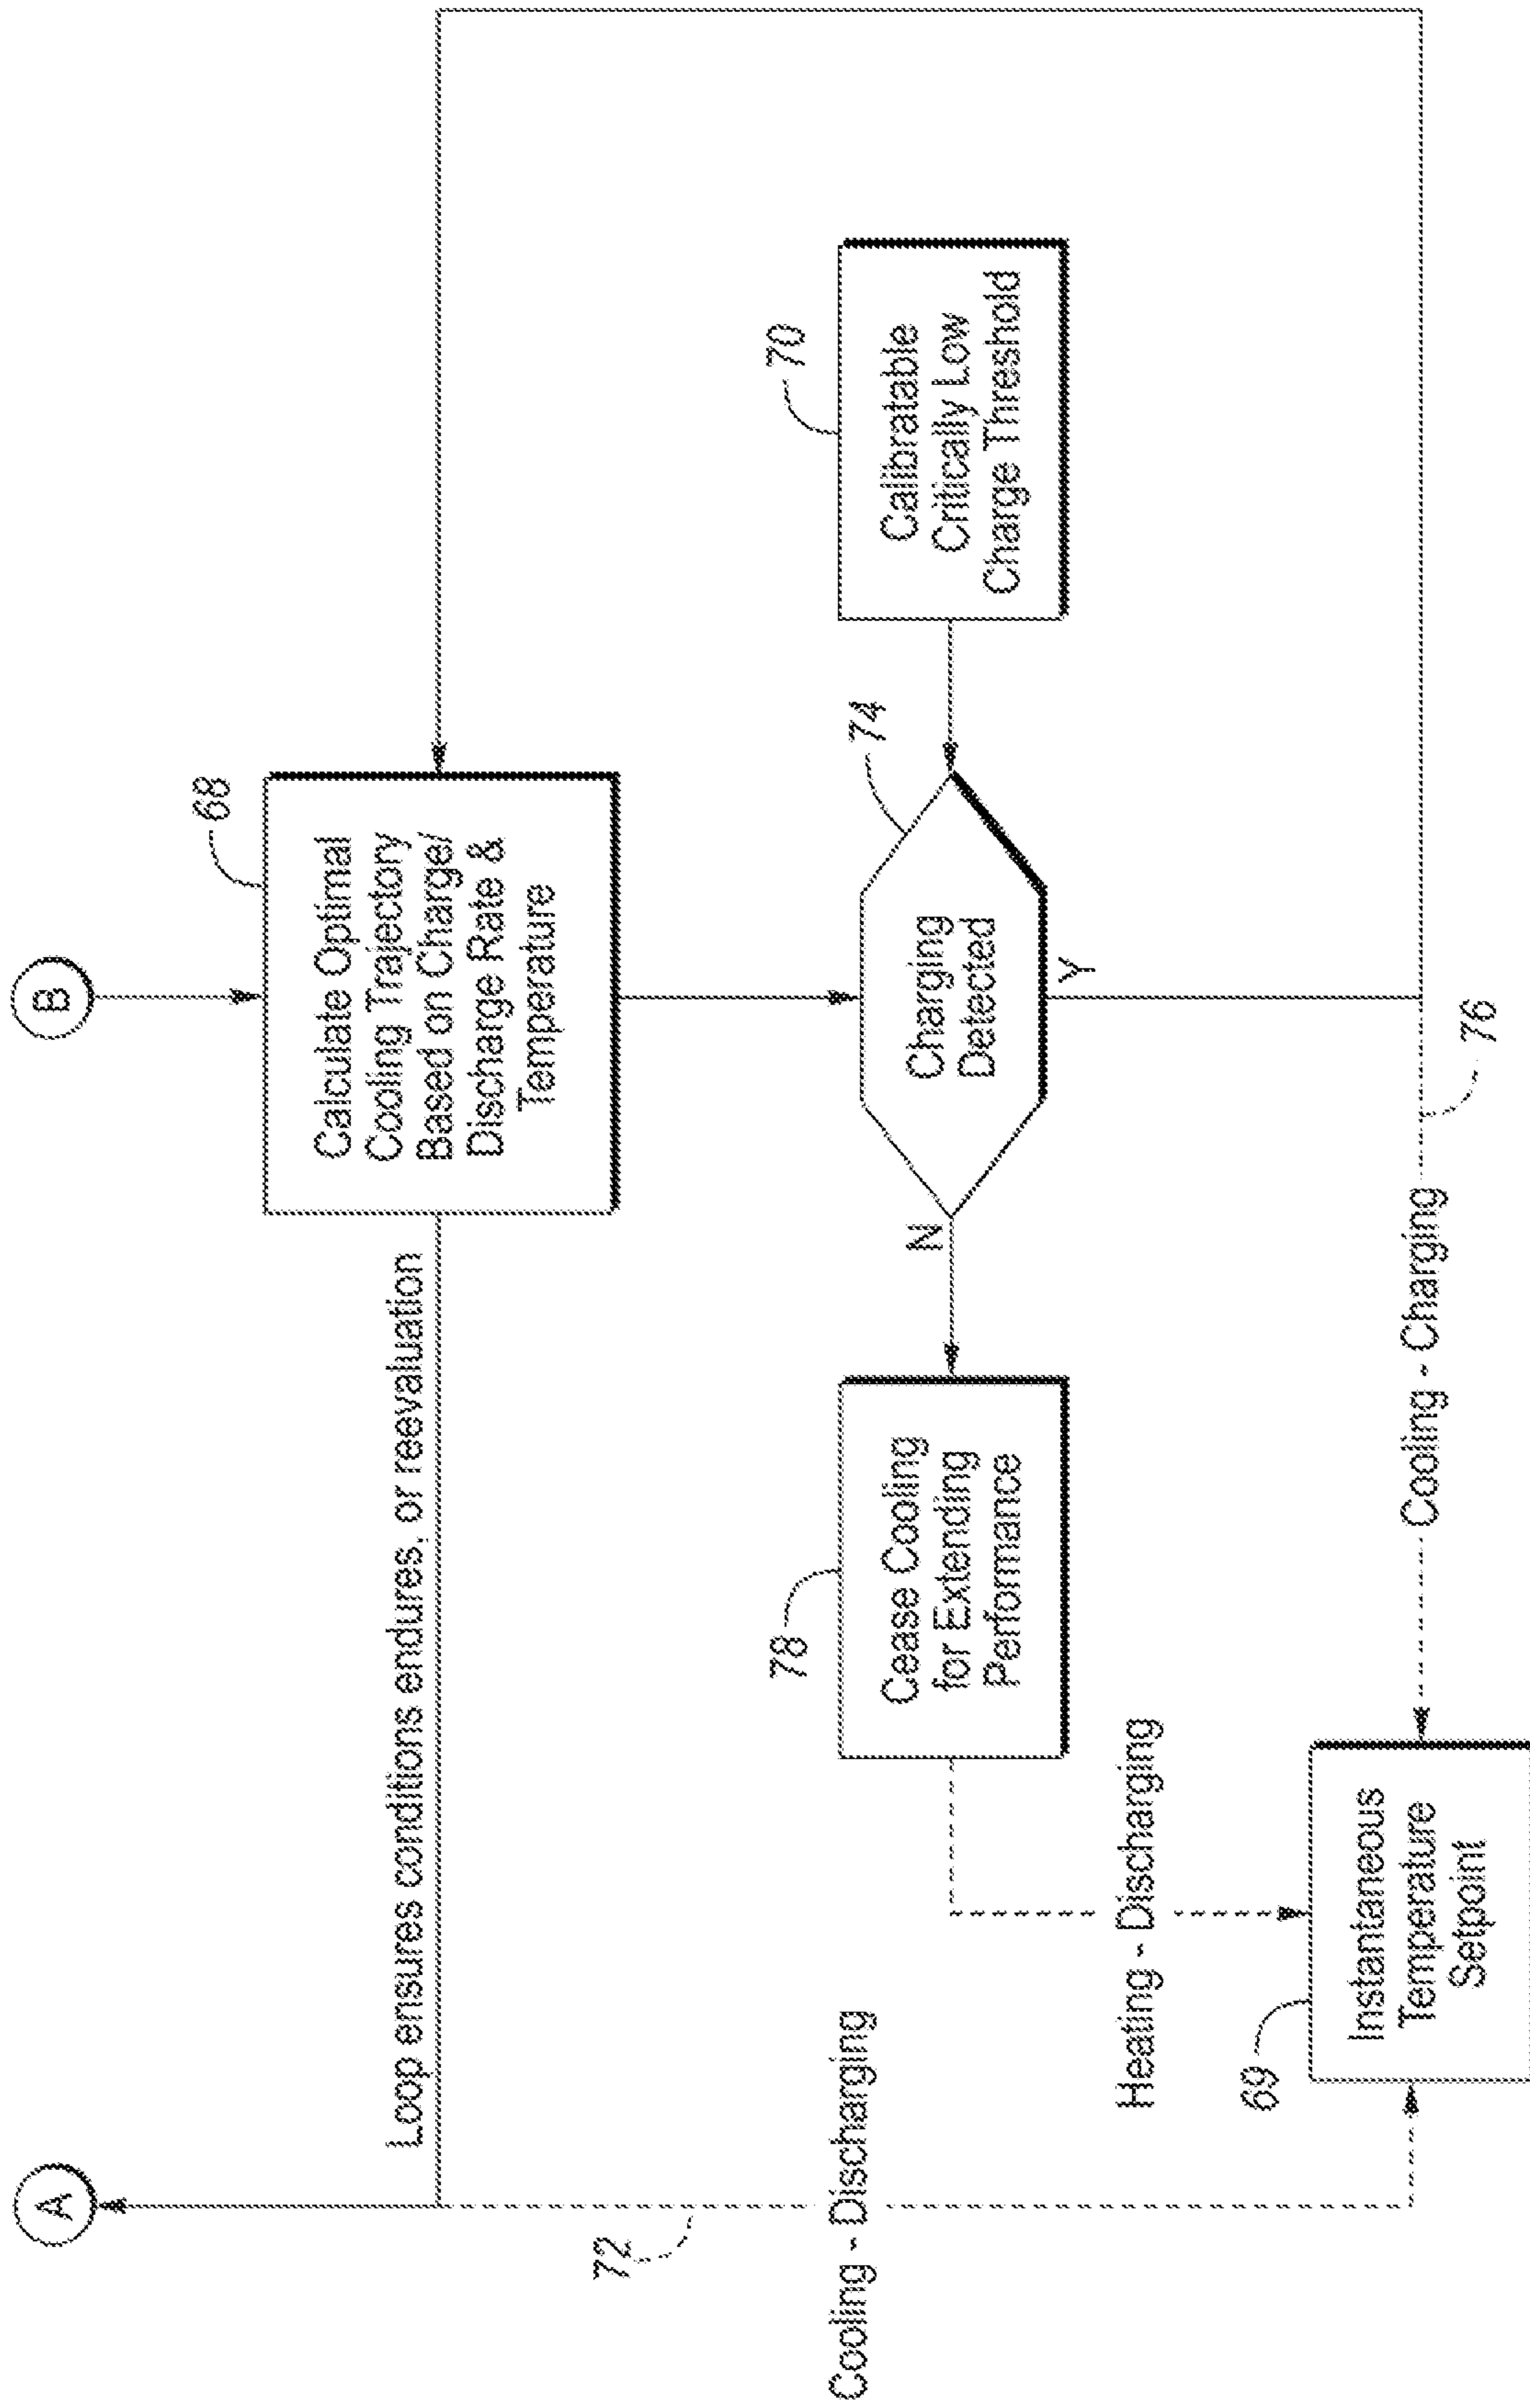 B
68
Calculate Optimal
Cooling Trajectory
Based on Charge/
Discharge Rate &
Temperature
A
Loop ensures conditions endures, or reevaluation
72
Cooling - Discharging
74
Charging
Detected
N
Y
70
Calibratable
Critically Low
Charge Threshold
78
Cease Cooling
for Extending
Performance
Heating - Discharging
76
Cooling - Charging
69
Instantaneous
Temperature
Setpoint